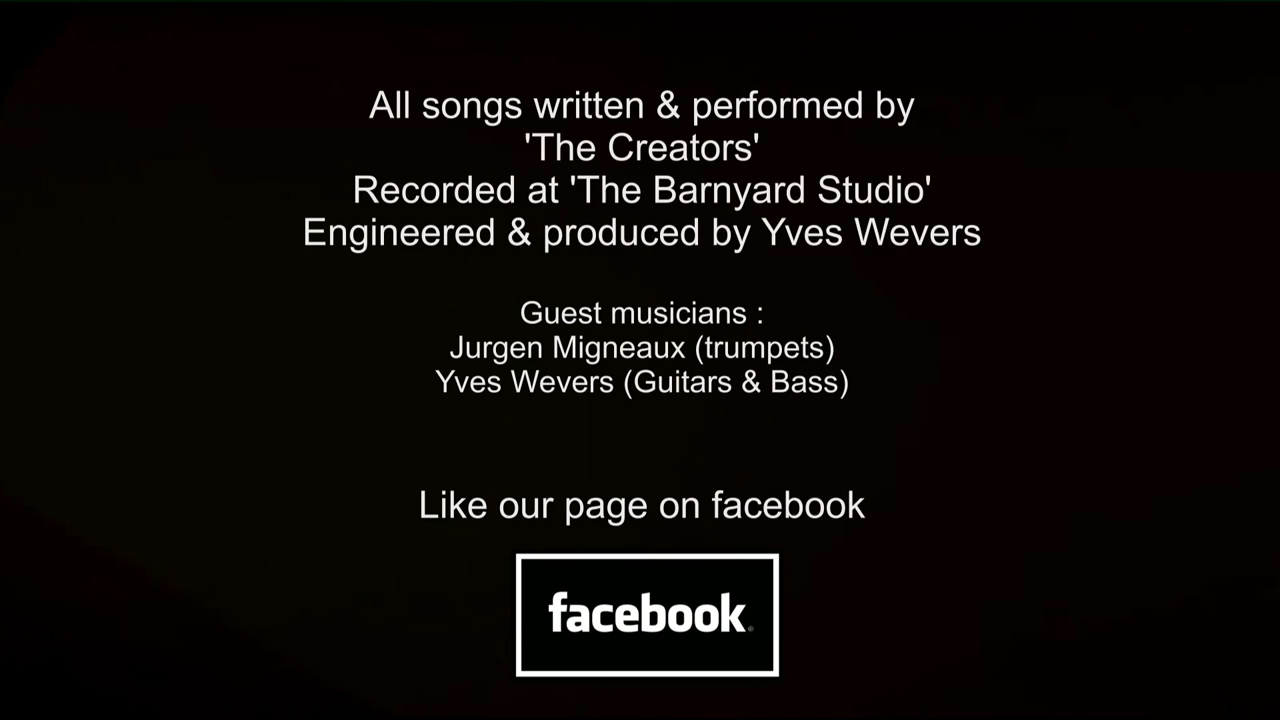 All songs written & performed by
'The Creators'
Recorded at 'The Barnyard Studio'
Engineered & produced by Yves Wevers
Guest musicians :
Jurgen Migneaux (trumpets)
Yves Wevers (Guitars & Bass)
Like our page on facebook
facebook®